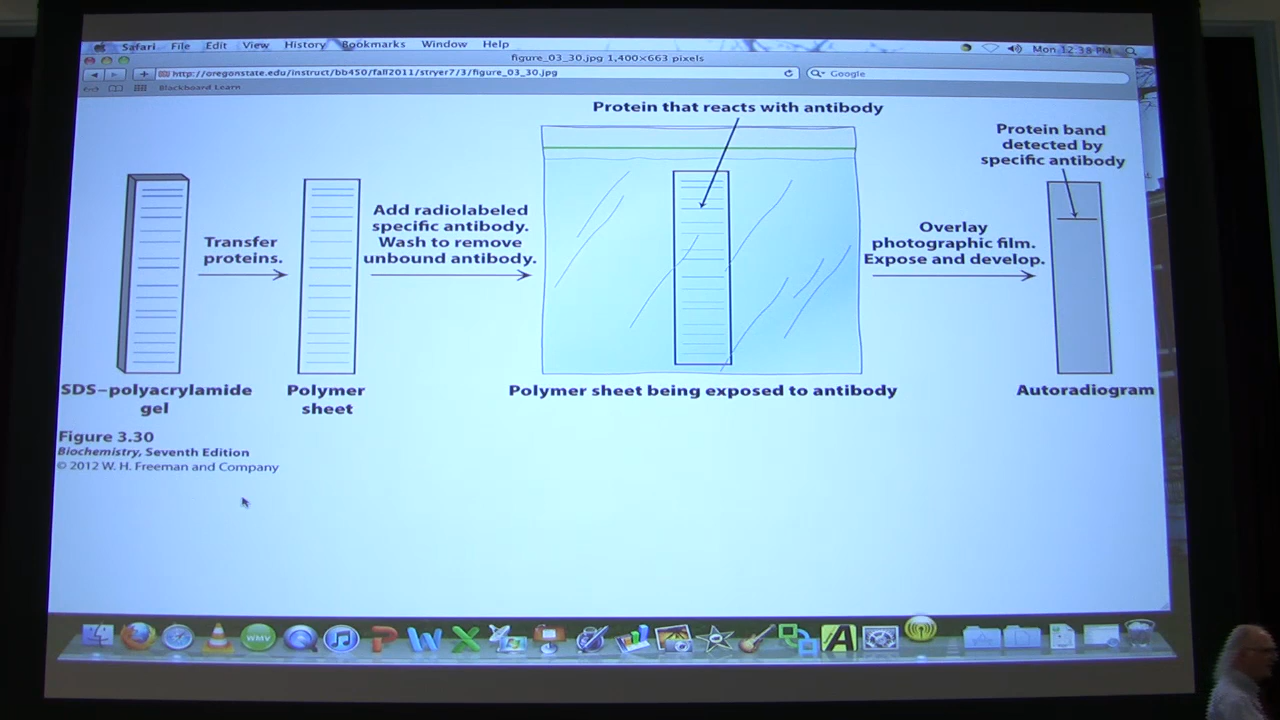 Safari File Edit View History Bookmarks Window Help
Mon 12:38 PM
figure_03_30.jpg 1,400×663 pixels
http://oregonstate.edu/instruct/bb450/fall2011/stryer7/3/figure_03_30.jpg
Google
Blackboard Learn
Protein that reacts with antibody
Protein band
detected by
specific antibody
Add radiolabeled
specific antibody.
Wash to remove
unbound antibody.
Transfer
proteins.
Overlay
photographic film.
Expose and develop.
SDS–polyacrylamide
gel
Polymer
sheet
Polymer sheet being exposed to antibody
Autoradiogram
Figure 3.30
Biochemistry, Seventh Edition
© 2012 W. H. Freeman and Company
WMV